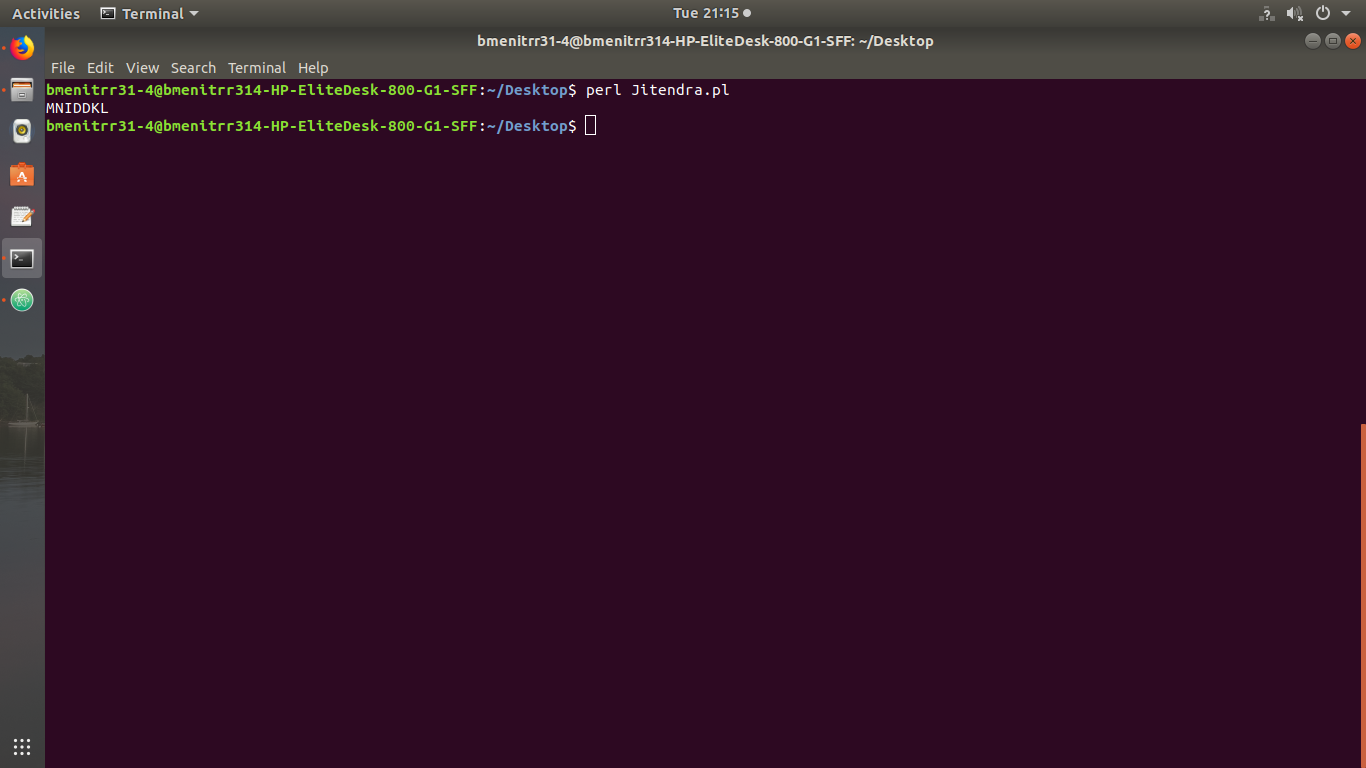 Activities Terminal Tue 21:15
bmenitrr31-4@bmenitrr314-HP-EliteDesk-800-G1-SFF: ~/Desktop
File Edit View Search Terminal Help
bmenitrr31-4@bmenitrr314-HP-EliteDesk-800-G1-SFF:~/Desktop$ perl Jitendra.pl
MNIDDKL
bmenitrr31-4@bmenitrr314-HP-EliteDesk-800-G1-SFF:~/Desktop$